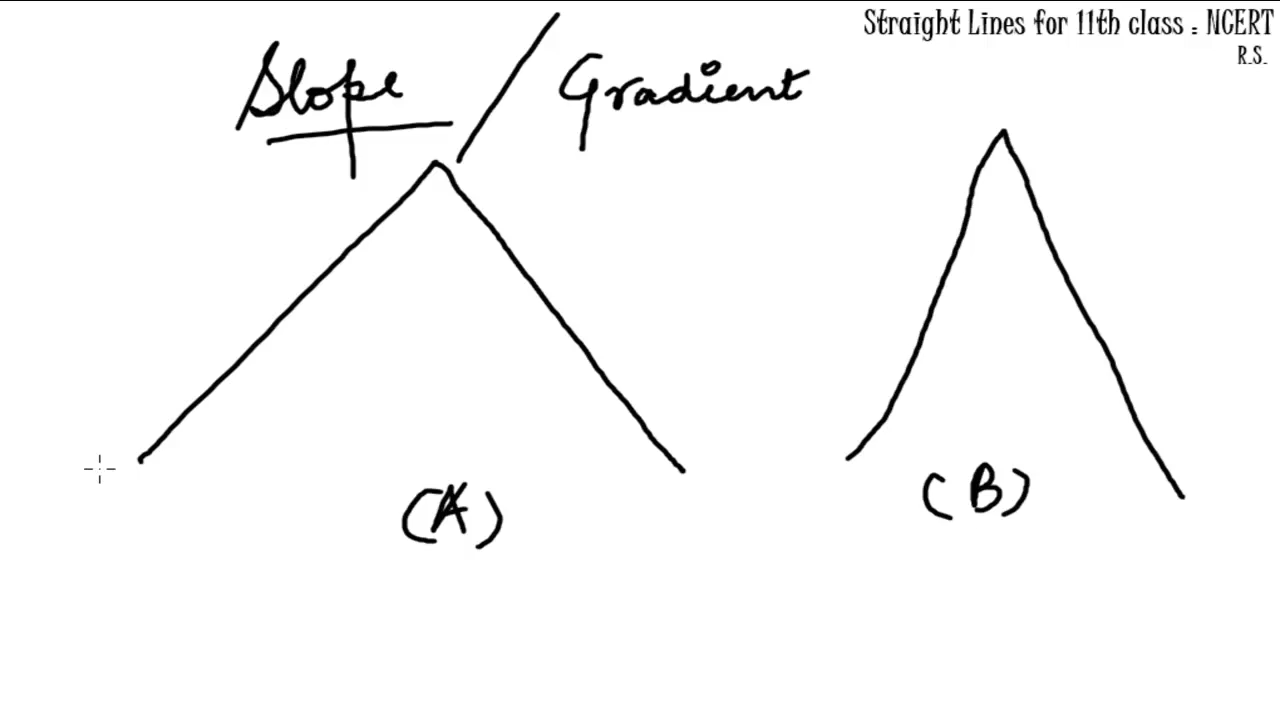 Straight Lines for 11th class : NCERT
R.S.
Slope / Gradient
(A)
(B)